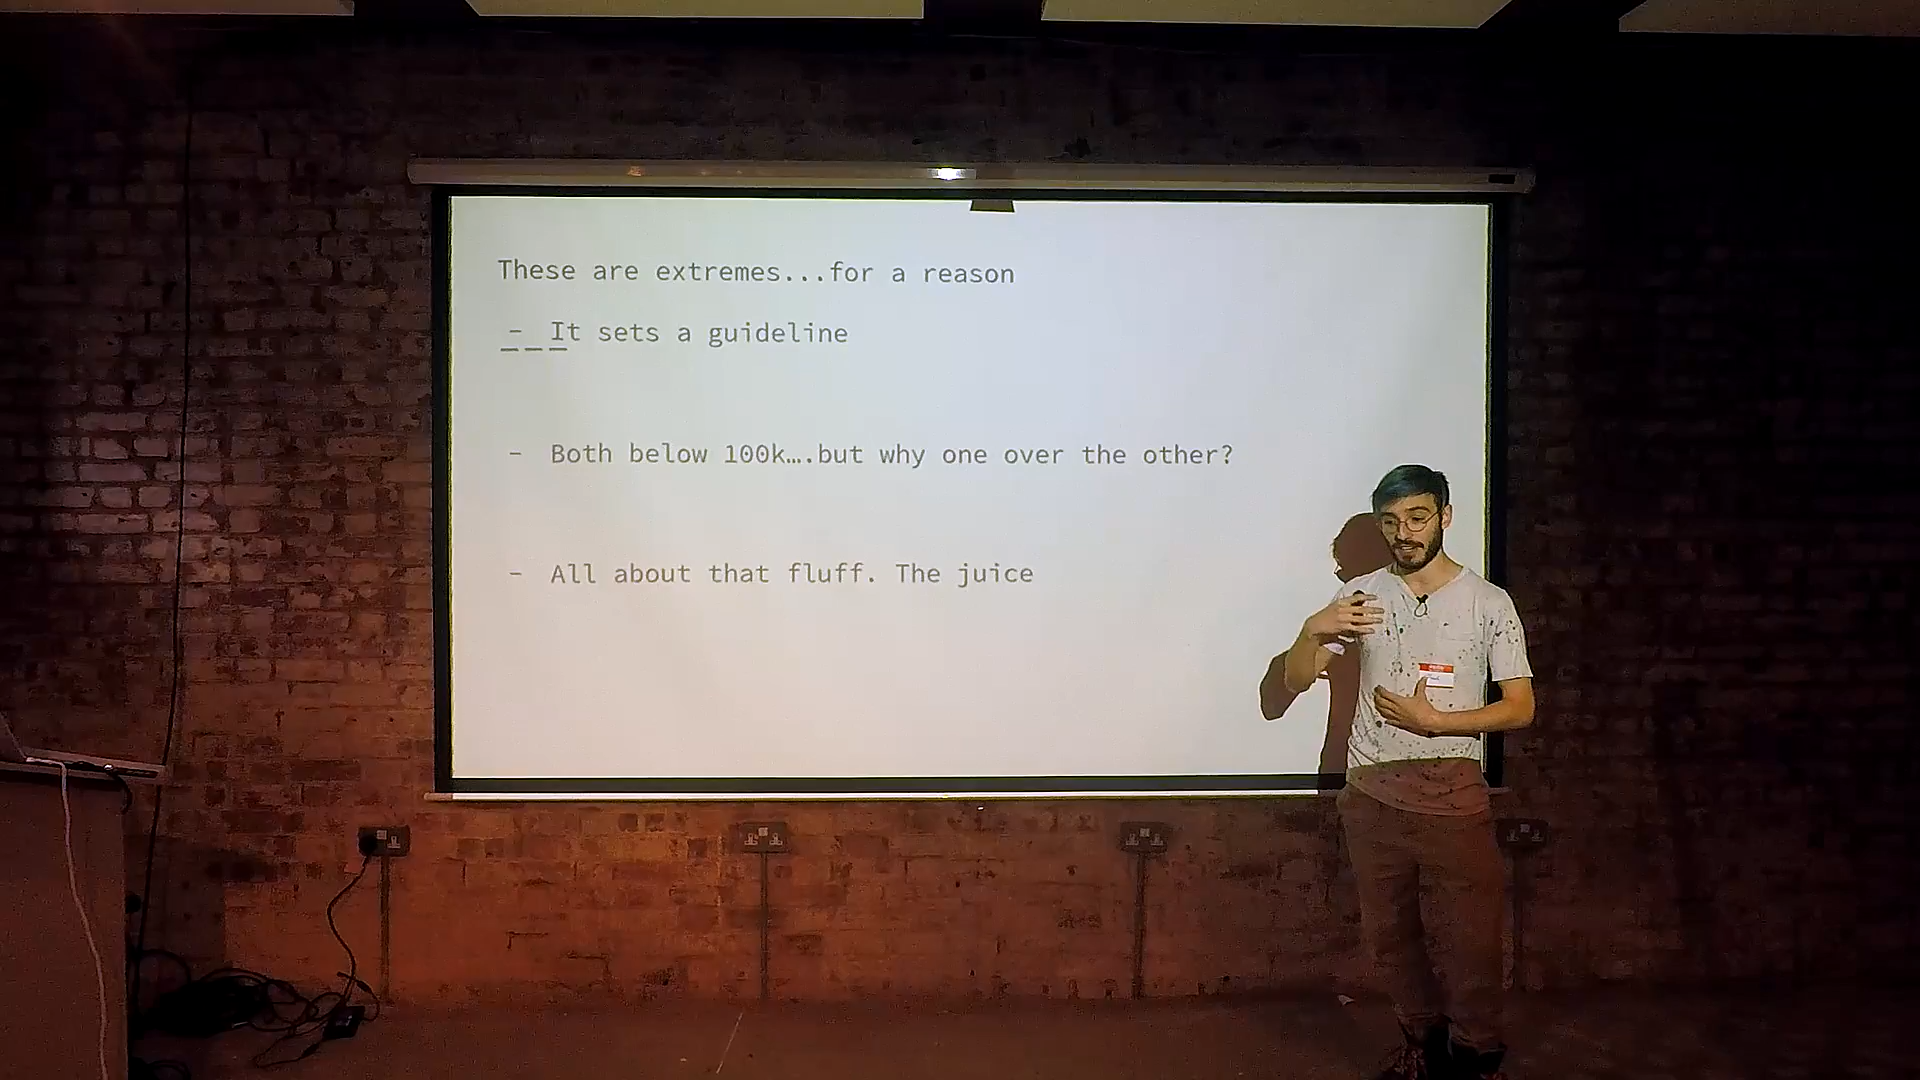 These are extremes...for a reason
- It sets a guideline
- Both below 100k….but why one over the other?
- All about that fluff. The juice